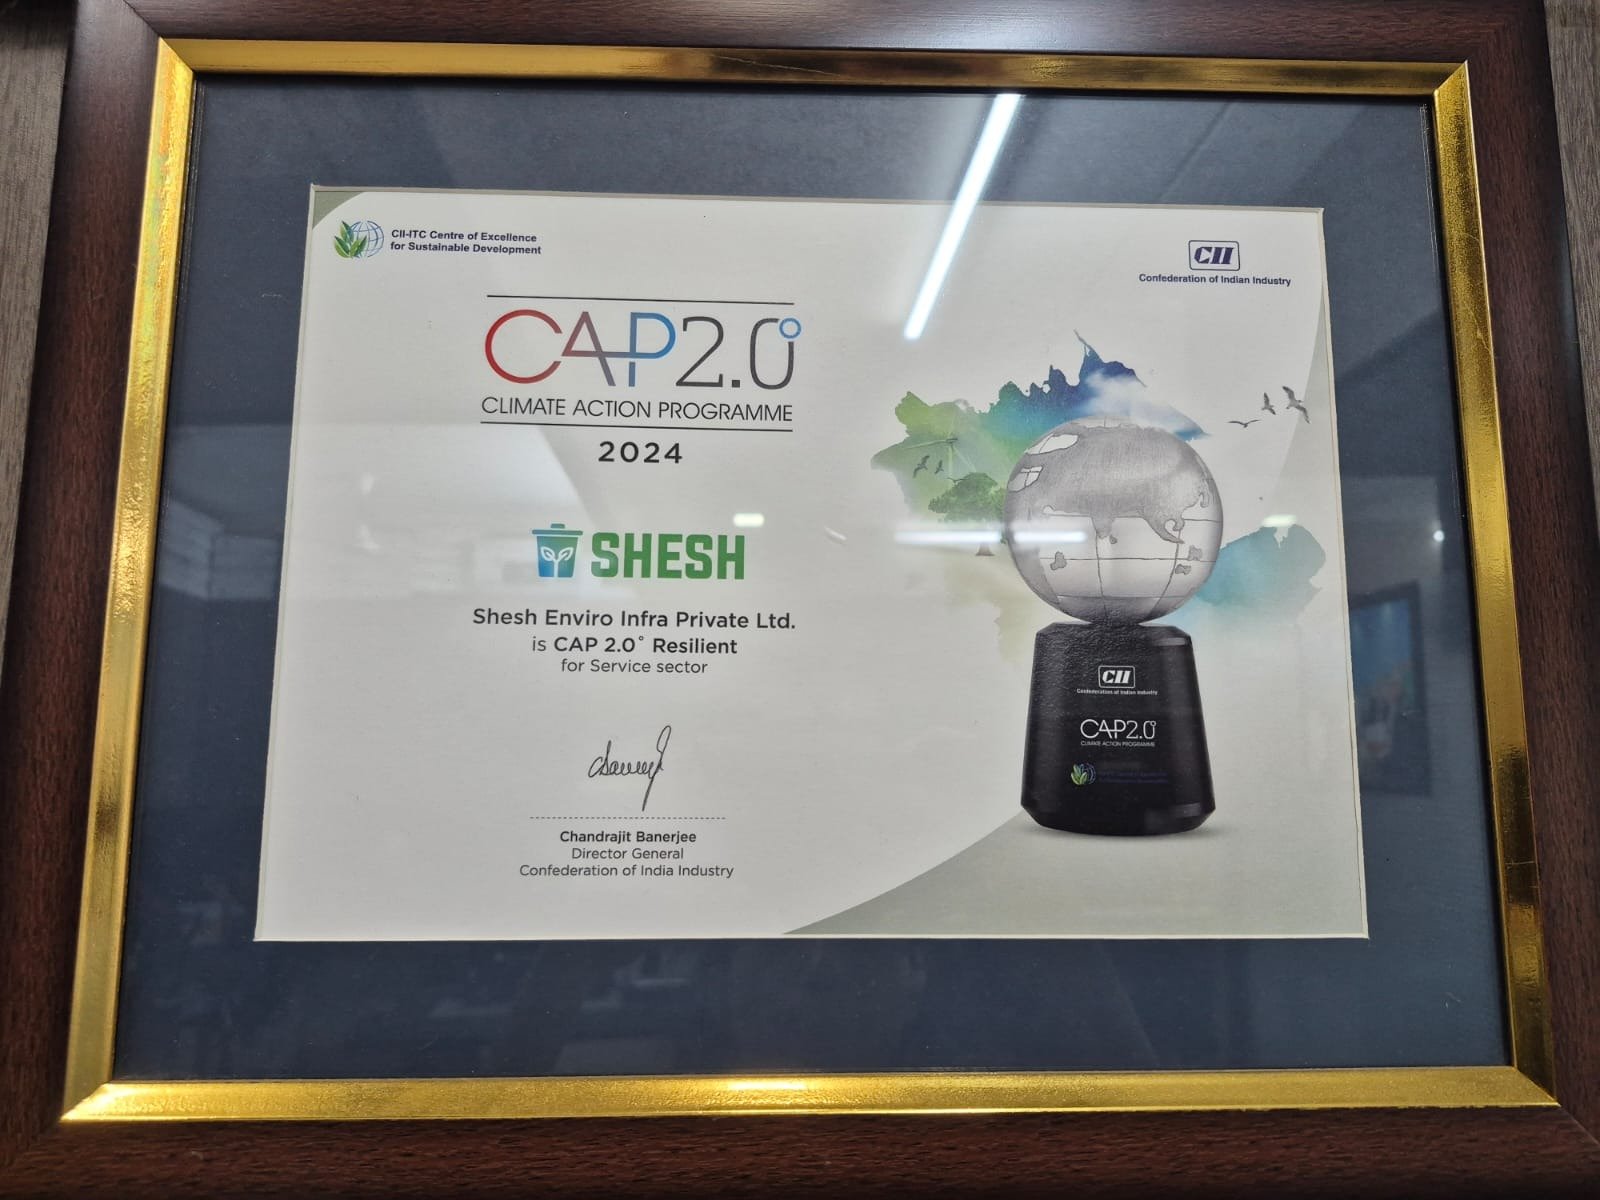 CII-ITC Centre of Excellence
for Sustainable Development
CII
Confederation of Indian Industry
CAP2.0°
CLIMATE ACTION PROGRAMME
2024
SHESH
Shesh Enviro Infra Private Ltd.
is CAP 2.0° Resilient
for Service sector
Chandrajit Banerjee
Director General
Confederation of India Industry
CII
Confederation of Indian Industry
CAP2.0°
CLIMATE ACTION PROGRAMME